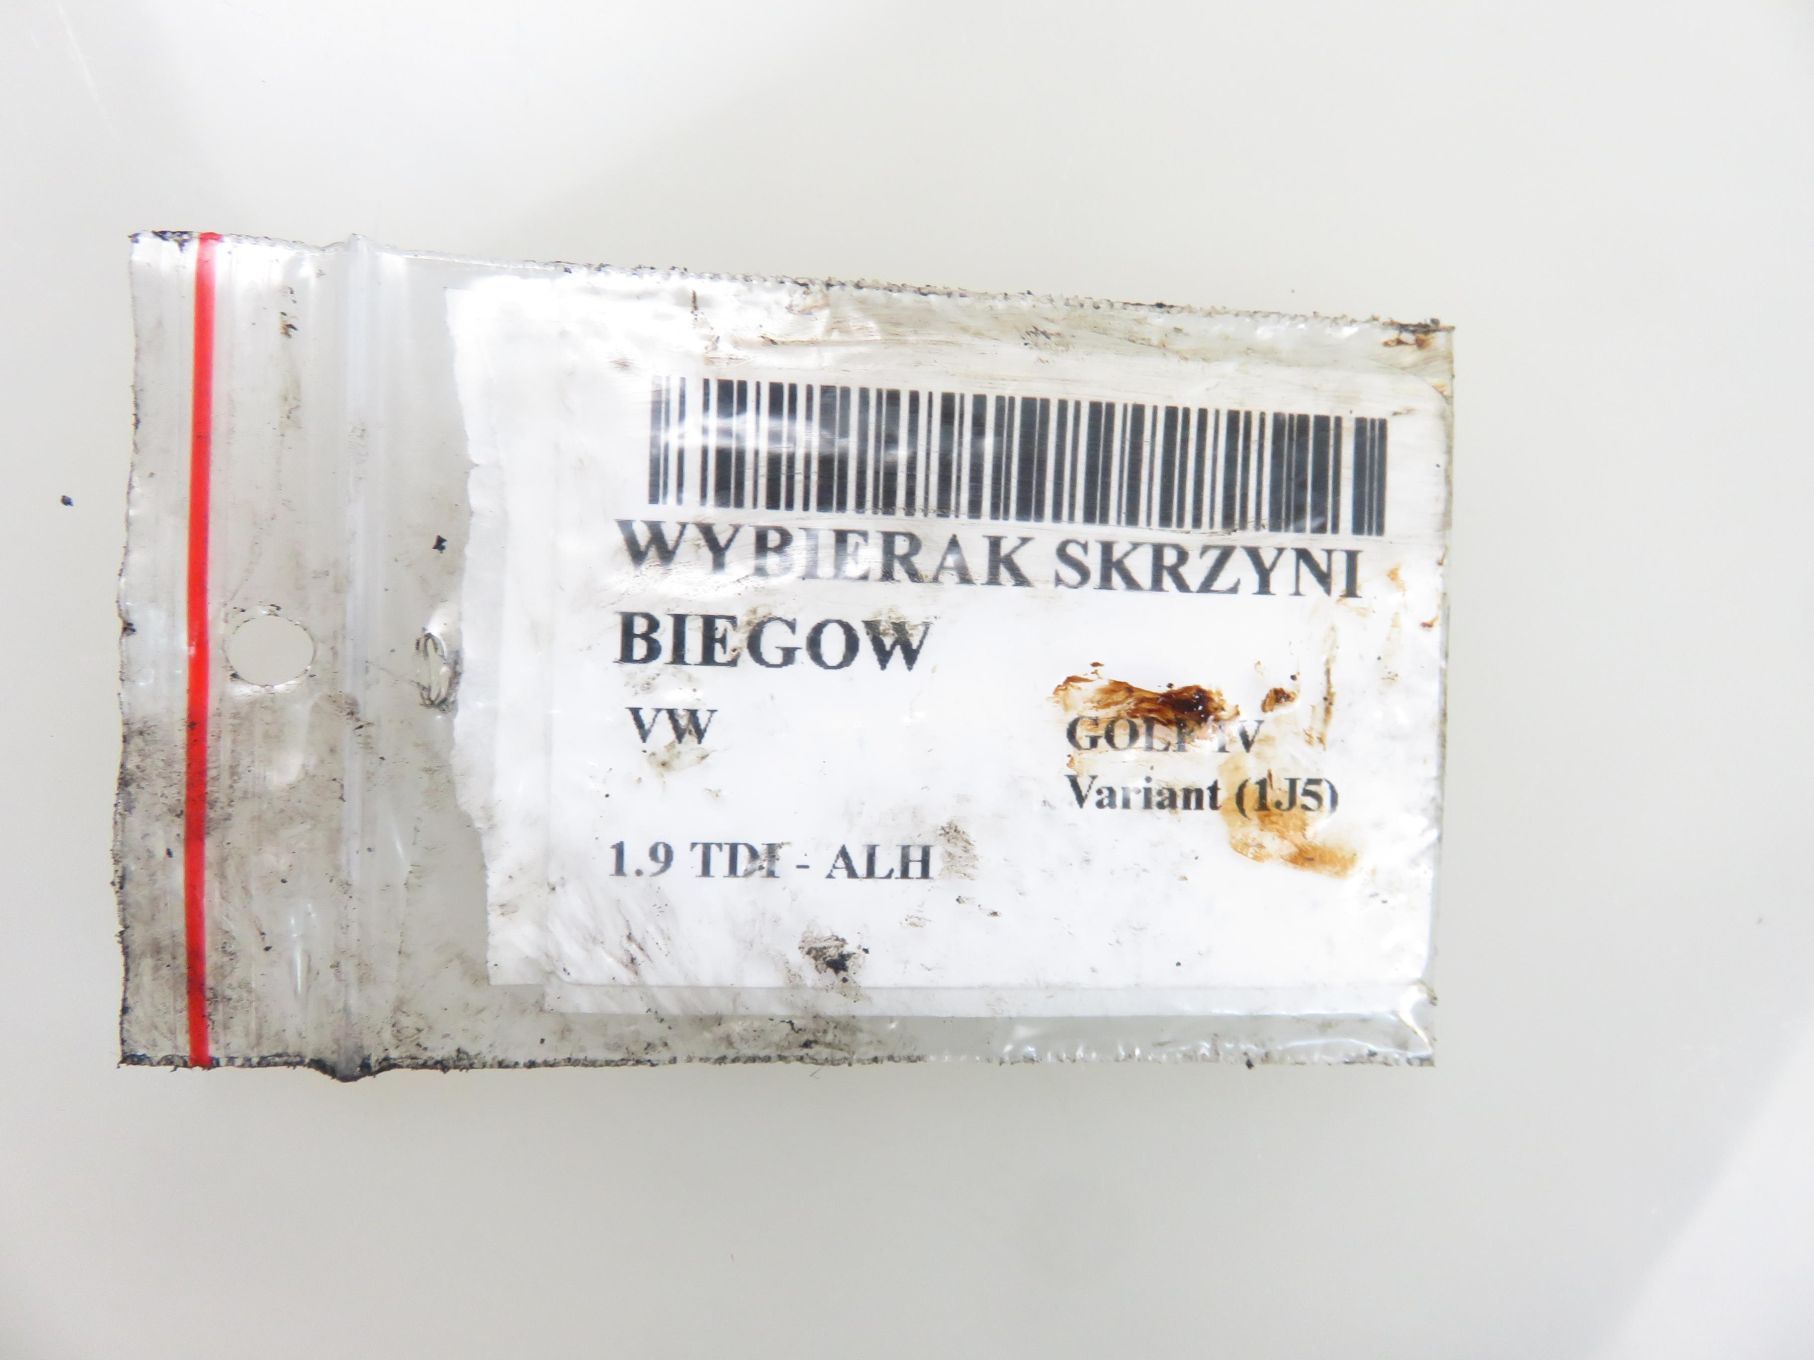 WYBIERAK SKRZYNI
BIEGOW
VW
GOLF IV
Variant (1J5)
1.9 TDI - ALH